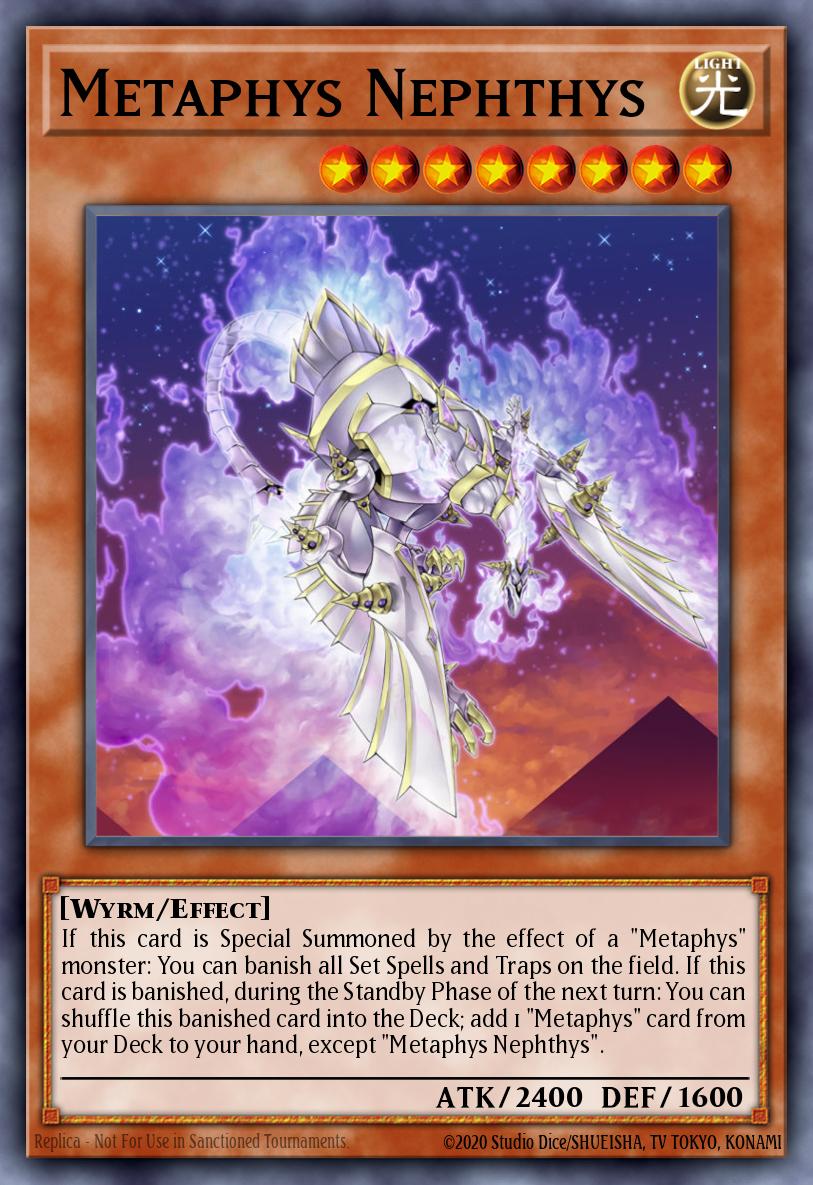 Metaphys Nephthys
LIGHT
光
[Wyrm/Effect]
If this card is Special Summoned by the effect of a "Metaphys"
monster: You can banish all Set Spells and Traps on the field. If this
card is banished, during the Standby Phase of the next turn: You can
shuffle this banished card into the Deck; add 1 "Metaphys" card from
your Deck to your hand, except "Metaphys Nephthys".
ATK/2400 DEF/1600
Replica - Not For Use in Sanctioned Tournaments.
©2020 Studio Dice/SHUEISHA, TV TOKYO, KONAMI